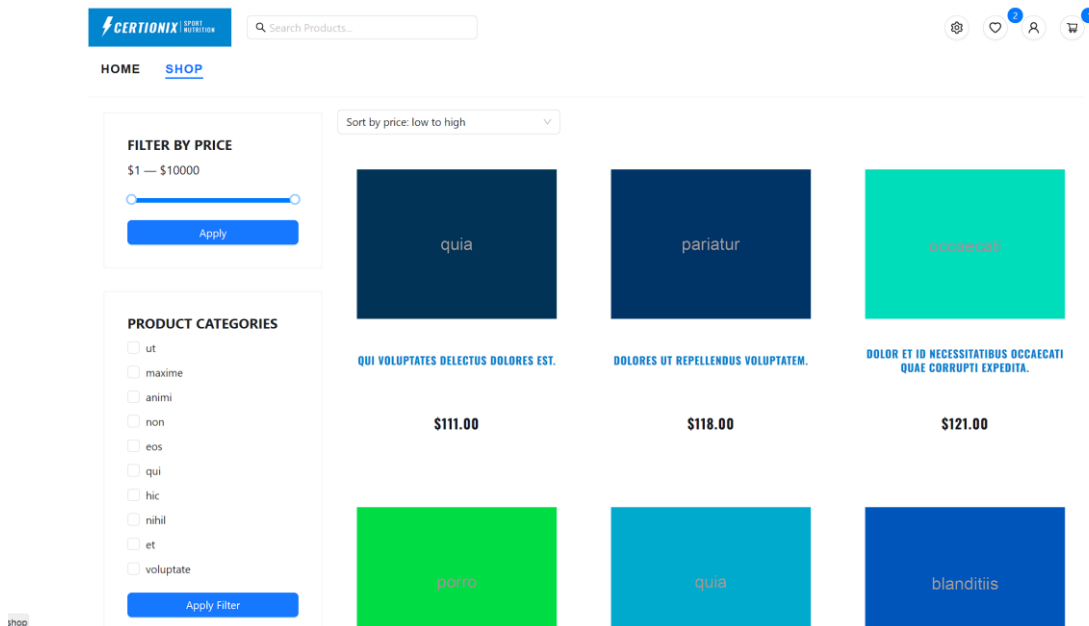 CERTIONIX SPORT NUTRITION
Search Products...
2
HOME
SHOP
FILTER BY PRICE
$1 — $10000
Apply
PRODUCT CATEGORIES
ut
maxime
animi
non
eos
qui
hic
nihil
et
voluptate
Apply Filter
Sort by price: low to high
quia
pariatur
occaecati
QUI VOLUPTATES DELECTUS DOLORES EST.
DOLORES UT REPELLENDUS VOLUPTATEM.
DOLOR ET ID NECESSITATIBUS OCCAECATI
QUAE CORRUPTI EXPEDITA.
$111.00
$118.00
$121.00
porro
quia
blanditiis
shop